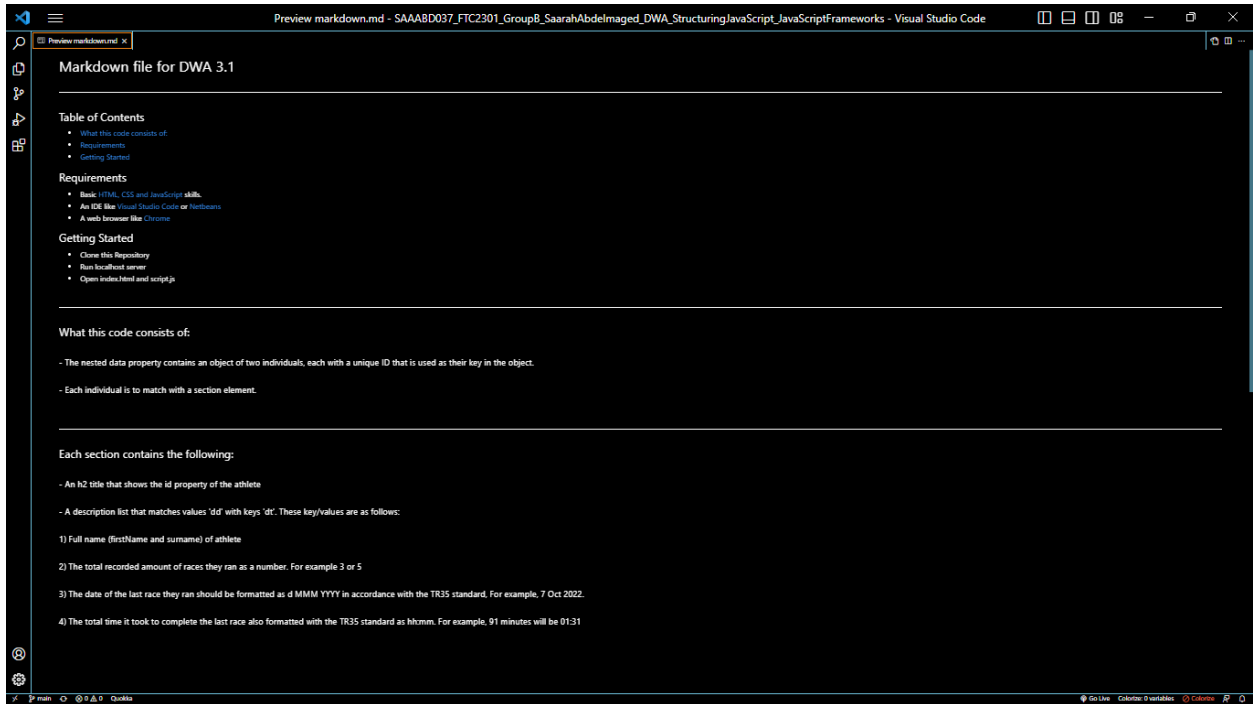 Preview markdown.md - SAAABD037_FTC2301_GroupB_SaarahAbdelmaged_DWA_StructuringJavaScript_JavaScriptFrameworks - Visual Studio Code
Preview markdown.md
Markdown file for DWA 3.1
Table of Contents
What this code consists of:
Requirements
Getting Started
Requirements
Basic HTML, CSS and JavaScript skills.
An IDE like Visual Studio Code or Netbeans
A web browser like Chrome
Getting Started
Clone this Repository
Run localhost server
Open index.html and script.js
What this code consists of:
- The nested data property contains an object of two individuals, each with a unique ID that is used as their key in the object.
- Each individual is to match with a section element.
Each section contains the following:
- An h2 title that shows the id property of the athlete
- A description list that matches values 'dd' with keys 'dt'. These key/values are as follows:
1) Full name (firstName and surname) of athlete
2) The total recorded amount of races they ran as a number. For example 3 or 5
3) The date of the last race they ran should be formatted as d MMM YYYY in accordance with the TR35 standard, For example, 7 Oct 2022.
4) The total time it took to complete the last race also formatted with the TR35 standard as hh:mm. For example, 91 minutes will be 01:31
main 0 0 Quokka Go Live Colorize: 0 variables Colorize